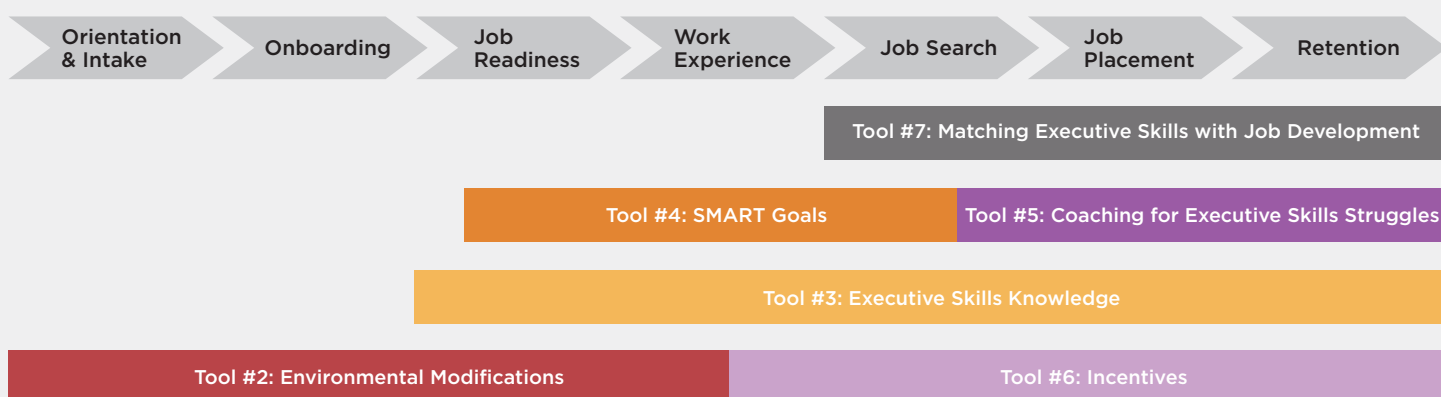 Orientation
& Intake
Onboarding
Job
Readiness
Work
Experience
Job Search
Job
Placement
Retention
Tool #7: Matching Executive Skills with Job Development
Tool #4: SMART Goals
Tool #5: Coaching for Executive Skills Struggles
Tool #3: Executive Skills Knowledge
Tool #2: Environmental Modifications
Tool #6: Incentives